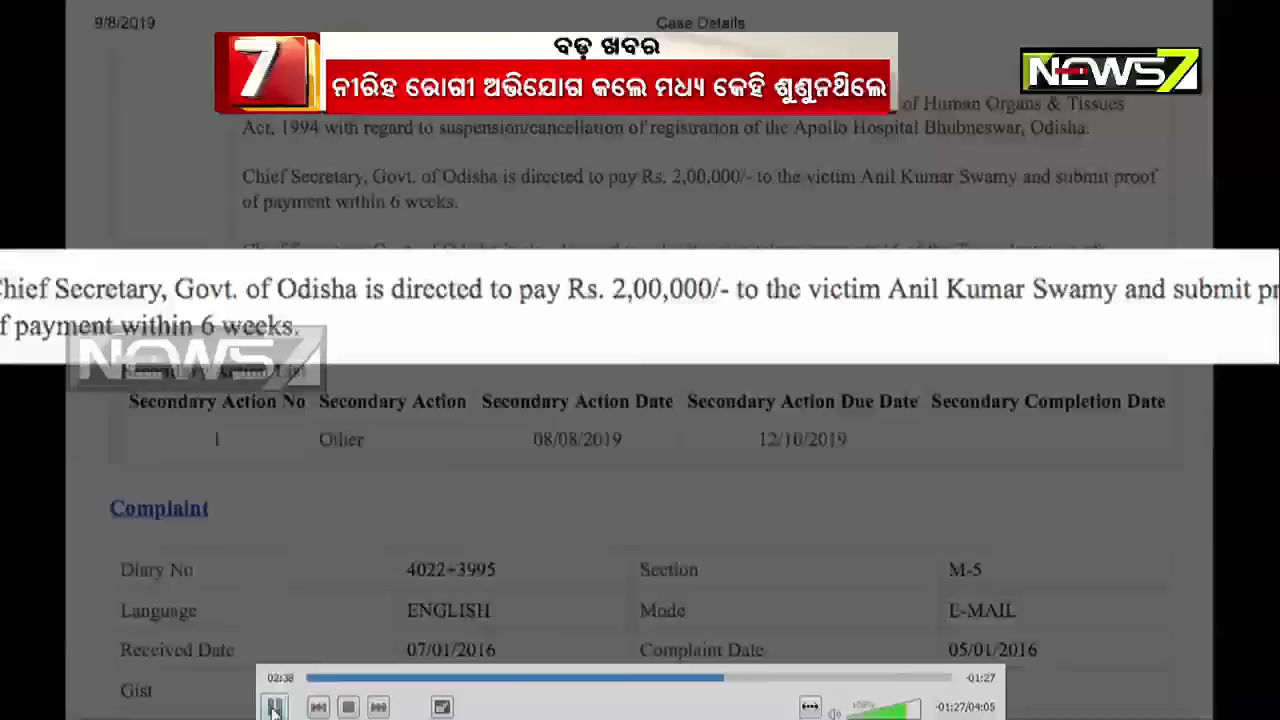 9/8/2019
Case Details
7
ବଡ଼ ଖବର
NEWS7
ନୀରିହ ରୋଗୀ ଅଭିଯୋଗ କଲେ ମଧ୍ୟ କେହି ଶୁଣୁନଥିଲେ
of Human Organs & Tissues
Act, 1994 with regard to suspension/cancellation of registration of the Apollo Hospital Bhubneswar, Odisha.
Chief Secretary, Govt. of Odisha is directed to pay Rs. 2,00,000/- to the victim Anil Kumar Swamy and submit proof
of payment within 6 weeks.
Chief Secretary, Govt. of Odisha is directed to pay Rs. 2,00,000/- to the victim Anil Kumar Swamy and submit pr
f payment within 6 weeks.
NEWS7
Secondary Action List
Secondary Action No Secondary Action Secondary Action Date Secondary Action Due Date Secondary Completion Date
1 Other 08/08/2019 12/10/2019
Complaint
Diary No 4022+3995 Section M-5
Language ENGLISH Mode E-MAIL
Received Date 07/01/2016 Complaint Date 05/01/2016
Gist
02:38 -01:27
100% -01:27/04:05